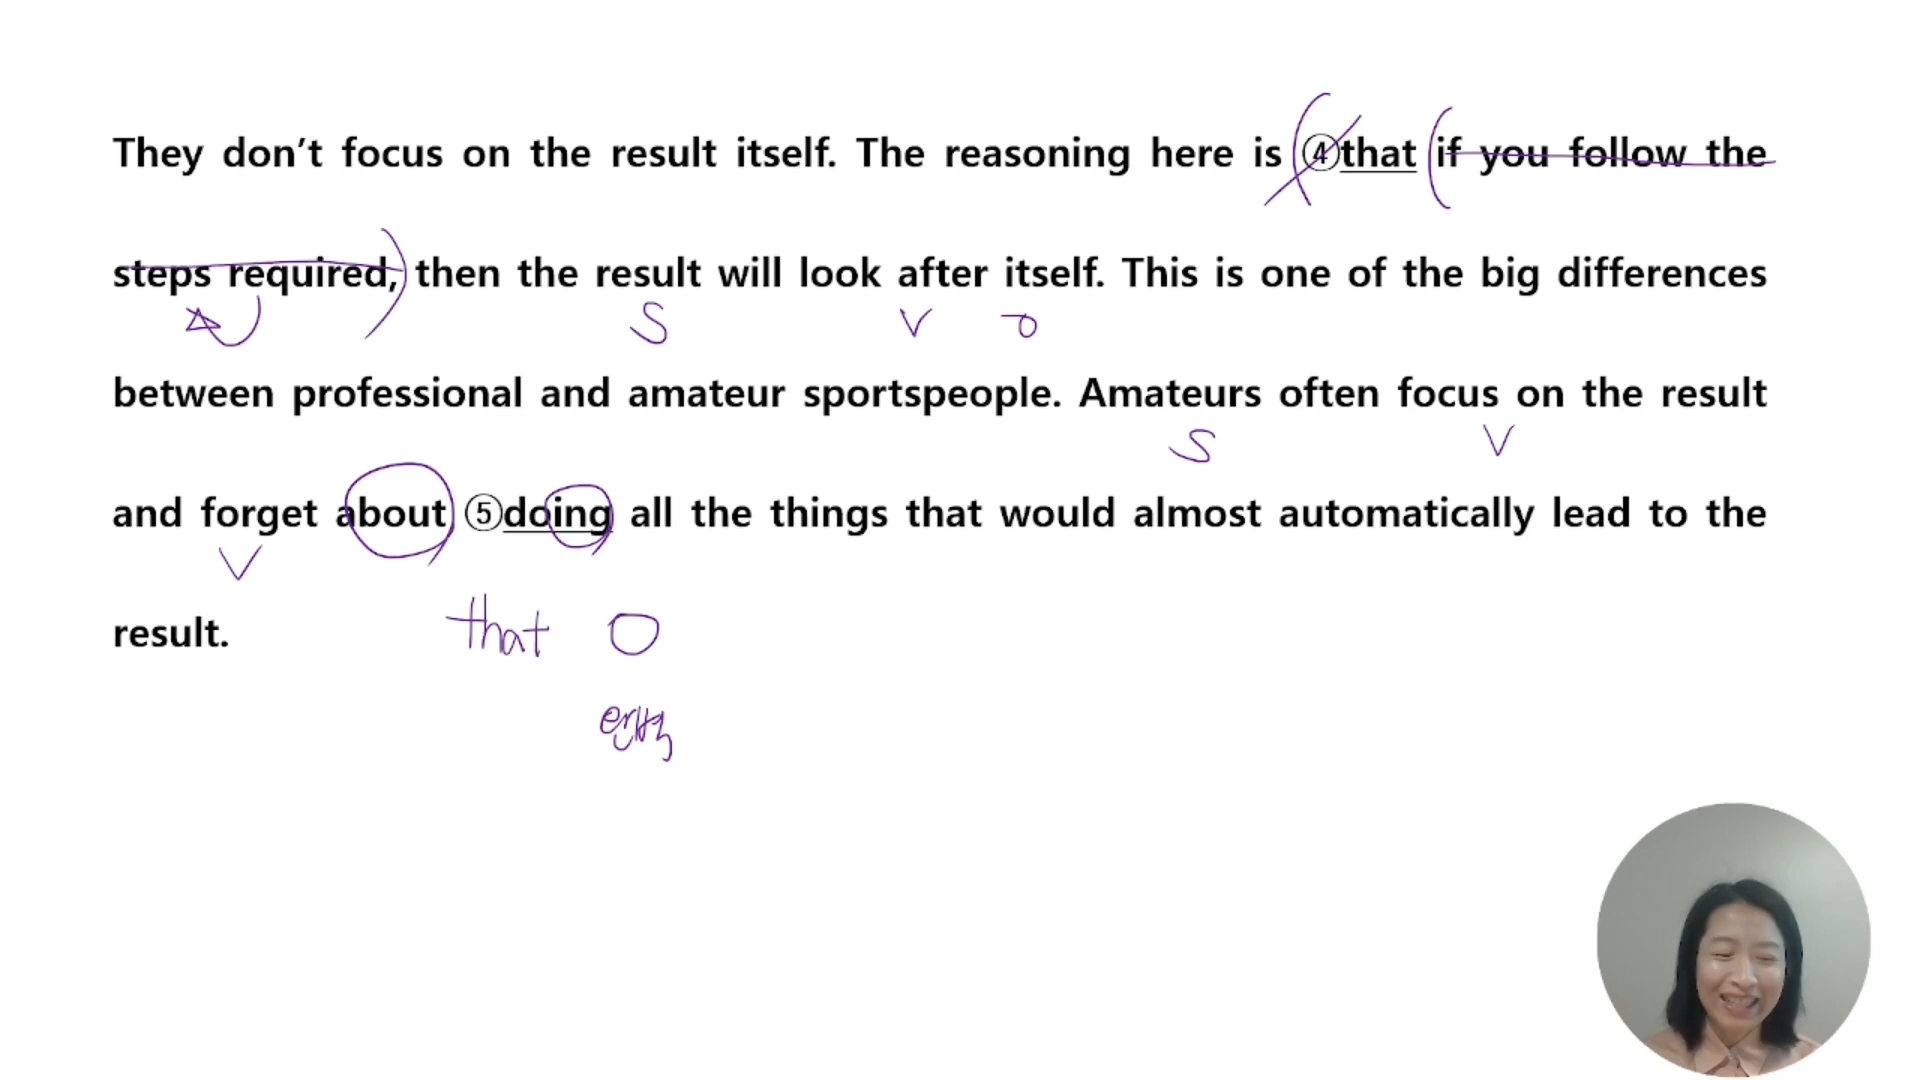 They don’t focus on the result itself. The reasoning here is ④that if you follow the
steps required, then the result will look after itself. This is one of the big differences
S V O
between professional and amateur sportspeople. Amateurs often focus on the result
S V
and forget about ⑤doing all the things that would almost automatically lead to the
V
result. that O